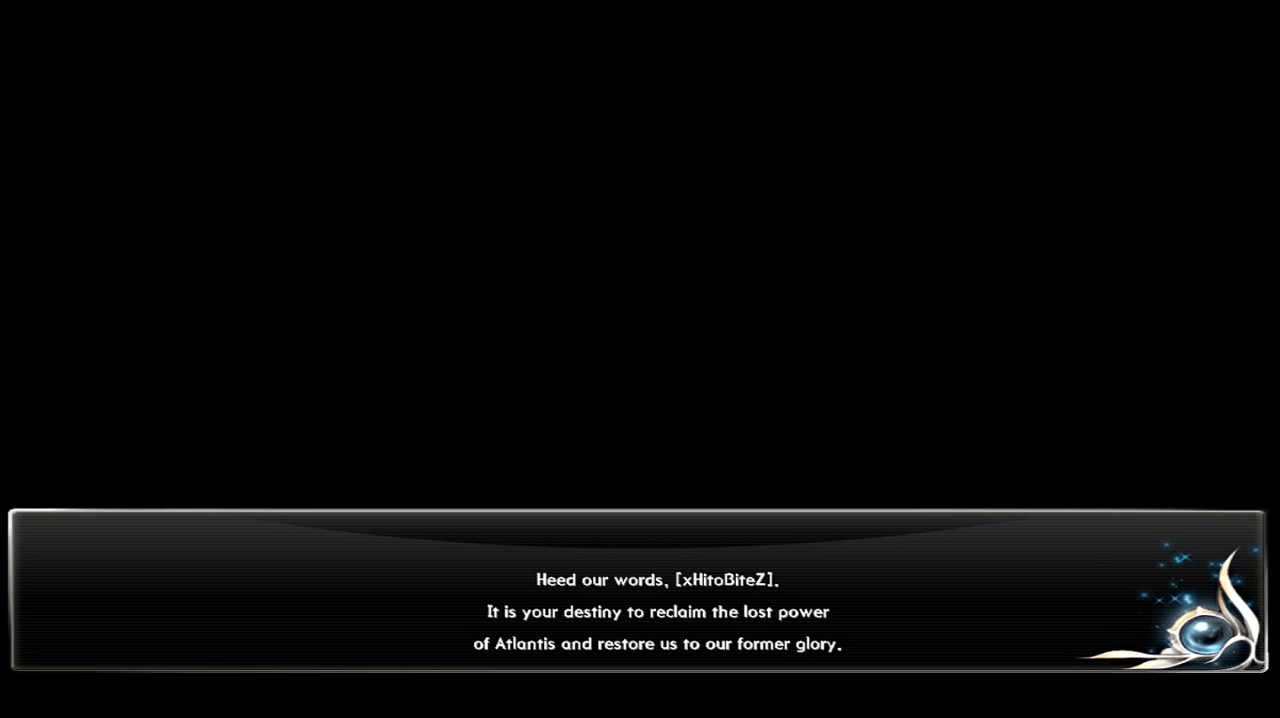 Heed our words, [xHitoBiteZ].
It is your destiny to reclaim the lost power
of Atlantis and restore us to our former glory.